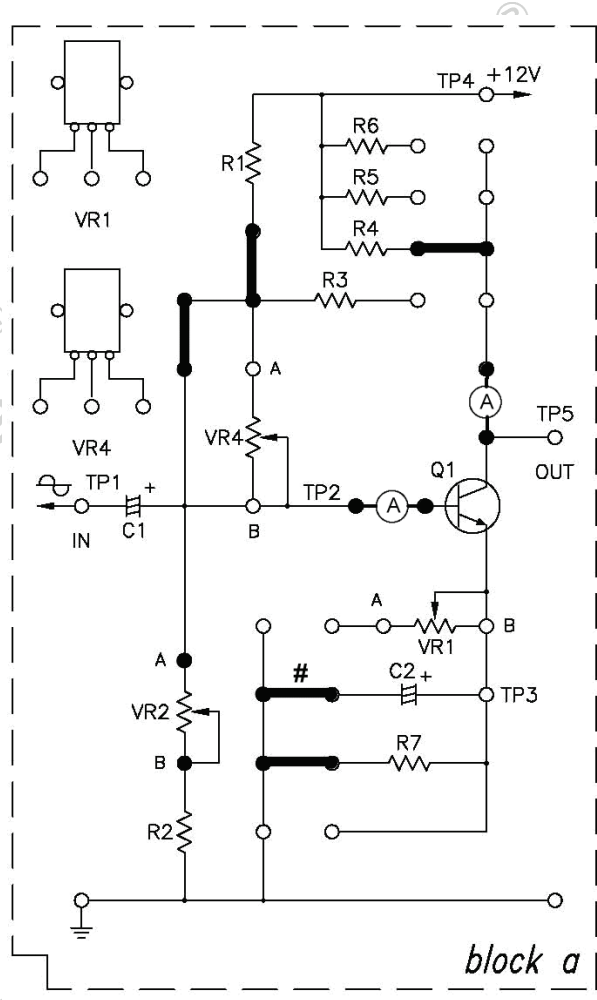 TP4 +12V
R6
R1
R5
VR1
R4
R3
A
A
TP5
VR4
VR4
Q1
OUT
TP1 +
TP2
A
IN
C1
B
A
B
VR1
#
C2 +
TP3
A
VR2
R7
B
R2
block a